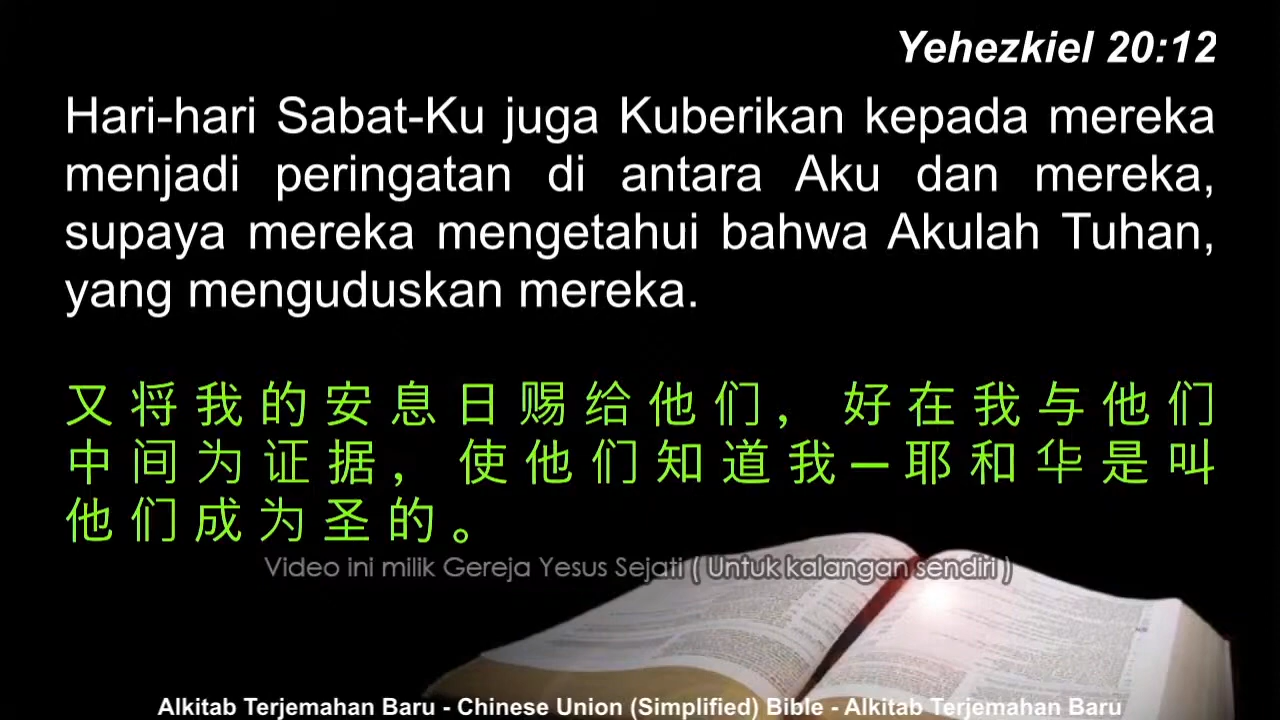 Yehezkiel 20:12
Hari-hari Sabat-Ku juga Kuberikan kepada mereka
menjadi peringatan di antara Aku dan mereka,
supaya mereka mengetahui bahwa Akulah Tuhan,
yang menguduskan mereka.
又将我的安息日赐给他们，好在我与他们
中间为证据，使他们知道我─耶和华是叫
他们成为圣的。
Video ini milik Gereja Yesus Sejati ( Untuk kalangan sendiri )
Alkitab Terjemahan Baru - Chinese Union (Simplified) Bible - Alkitab Terjemahan Baru